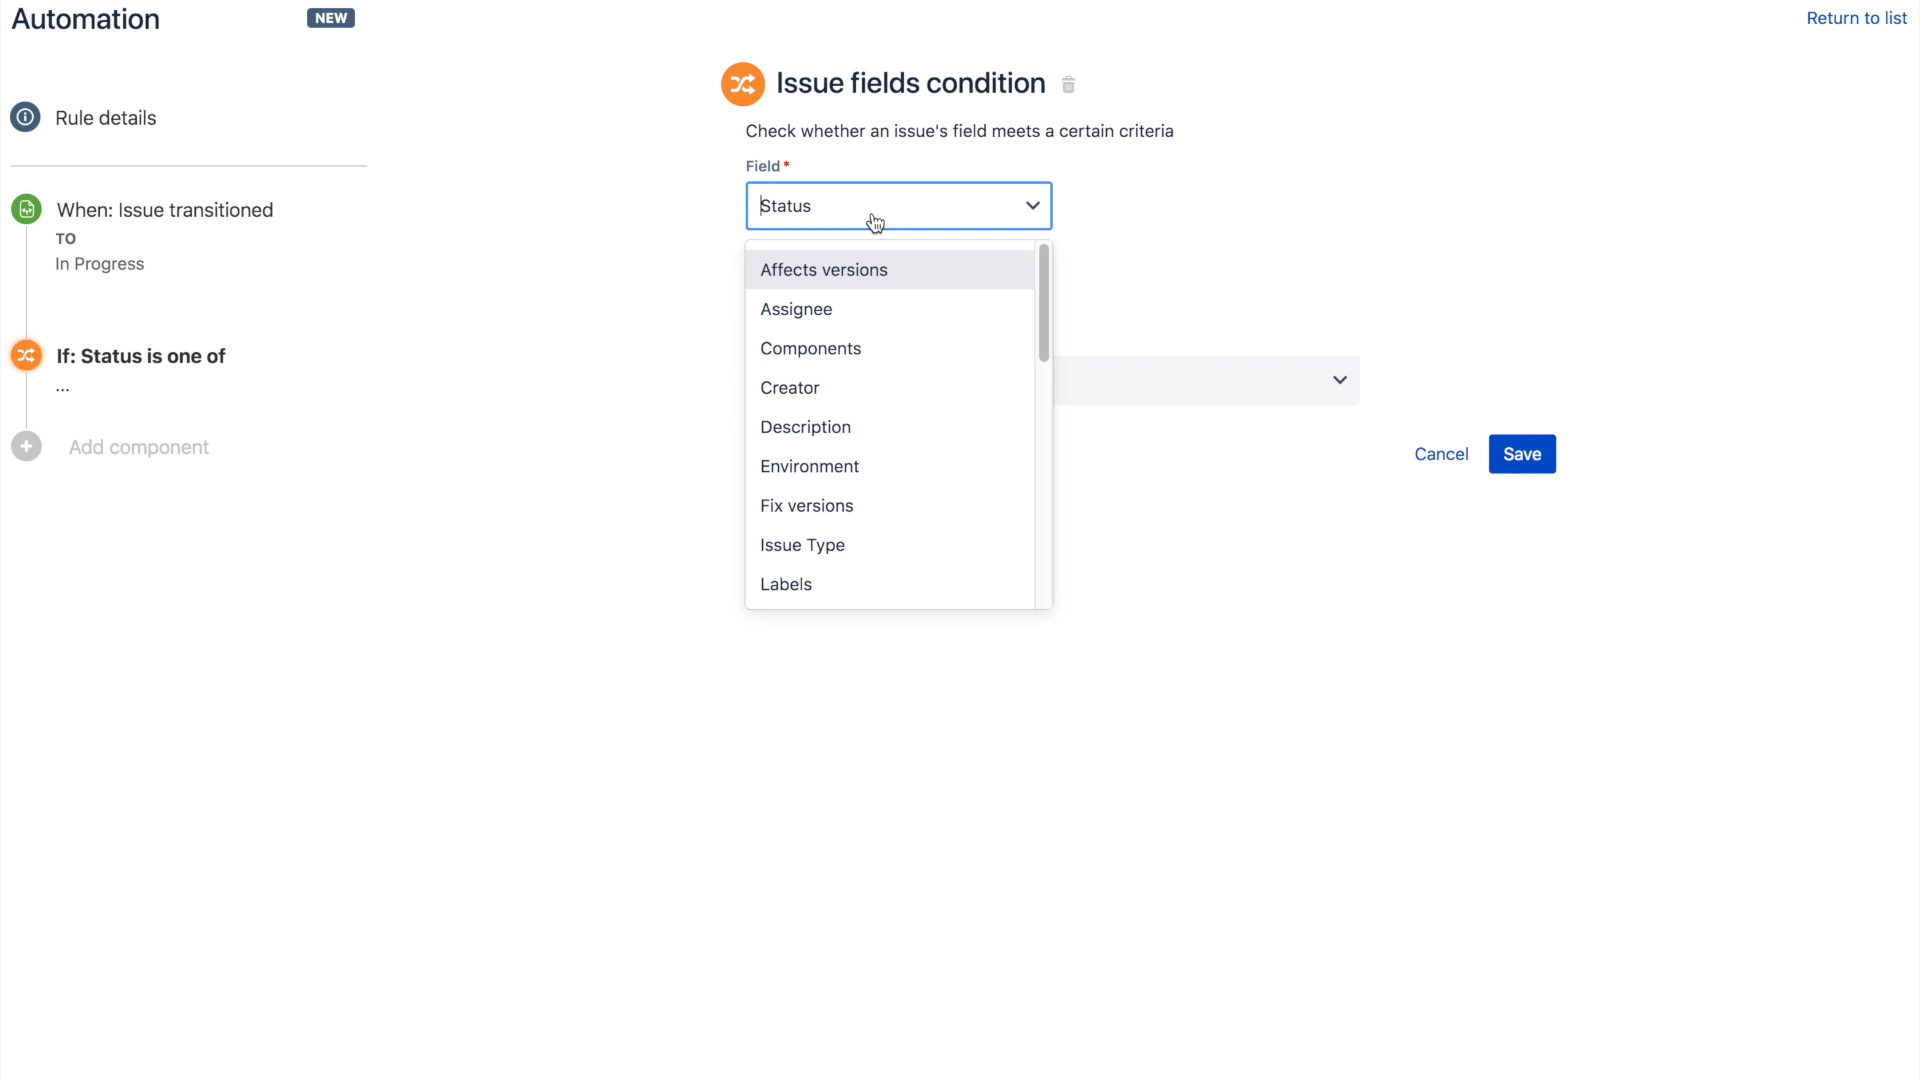 Automation
NEW
Return to list
Rule details
When: Issue transitioned
TO
In Progress
If: Status is one of
...
Add component
Issue fields condition
Check whether an issue's field meets a certain criteria
Field*
Status
Affects versions
Assignee
Components
Creator
Description
Environment
Fix versions
Issue Type
Labels
Cancel
Save